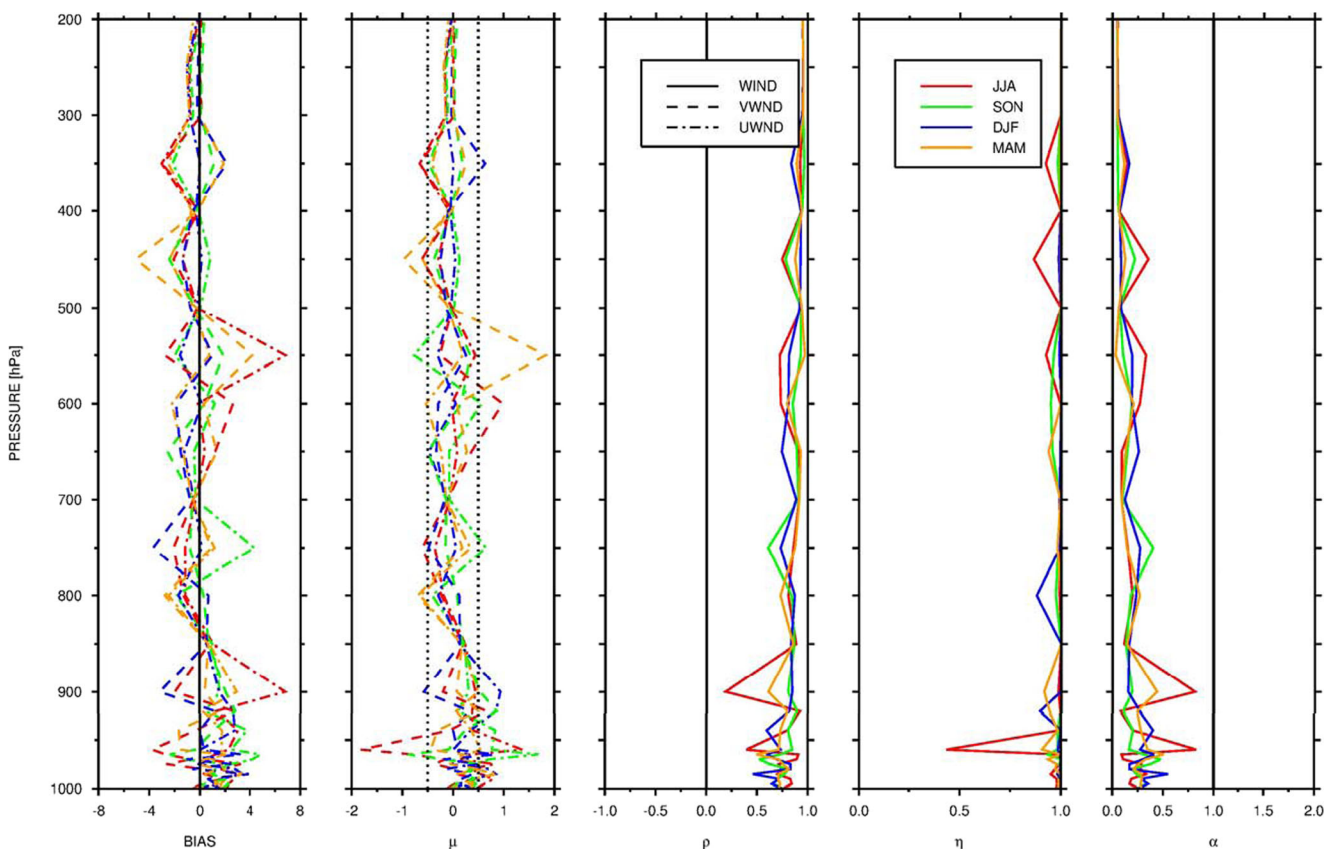 200
300
400
500
600
700
800
900
1000
PRESSURE [hPa]
WIND
VWND
UWND
JJA
SON
DJF
MAM
-8 -4 0 4 8
-2 -1 0 1 2
-1.0 0.0 0.5 1.0
0.0 0.5 1.0
0.0 0.5 1.0 1.5 2.0
BIAS μ ρ η α